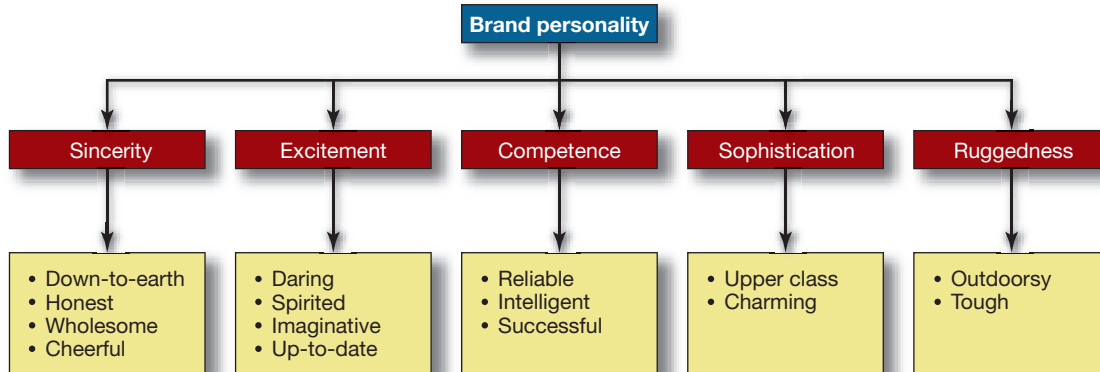 Brand personality
Sincerity
Excitement
Competence
Sophistication
Ruggedness
• Down-to-earth
• Honest
• Wholesome
• Cheerful
• Daring
• Spirited
• Imaginative
• Up-to-date
• Reliable
• Intelligent
• Successful
• Upper class
• Charming
• Outdoorsy
• Tough